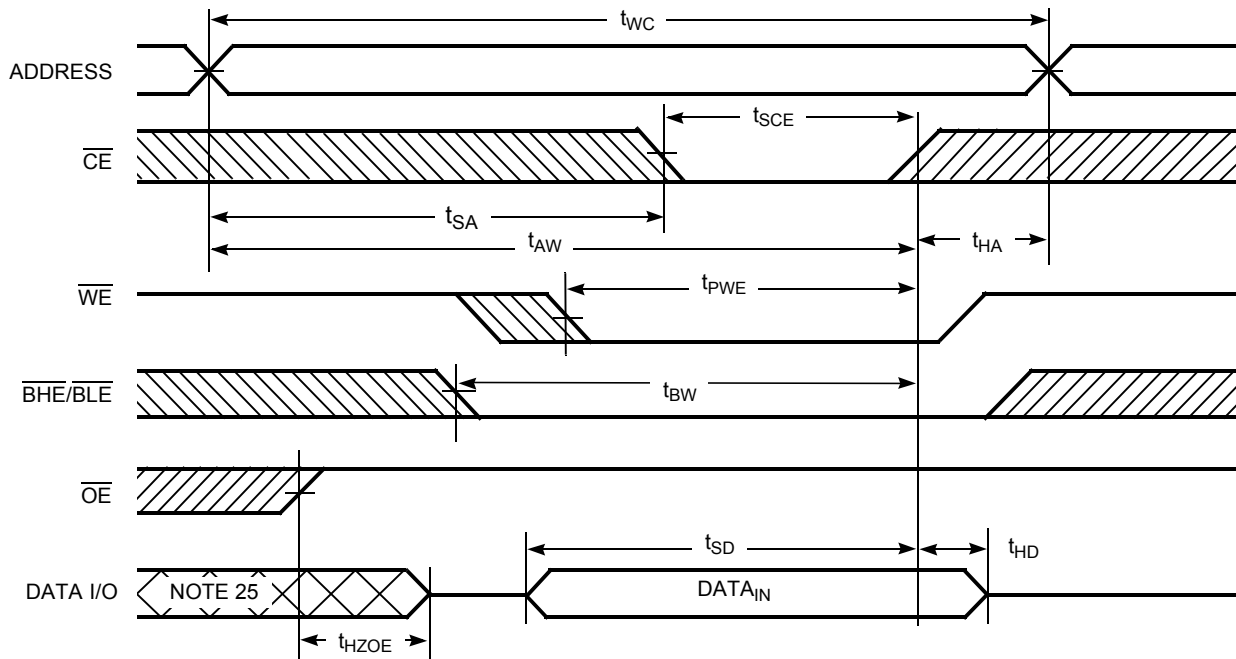 tWC
ADDRESS
tSCE
CE
tSA
tAW
tHA
WE
tPWE
BHE/BLE
tBW
OE
tSD
tHD
DATA I/O
NOTE 25
DATAIN
tHZOE